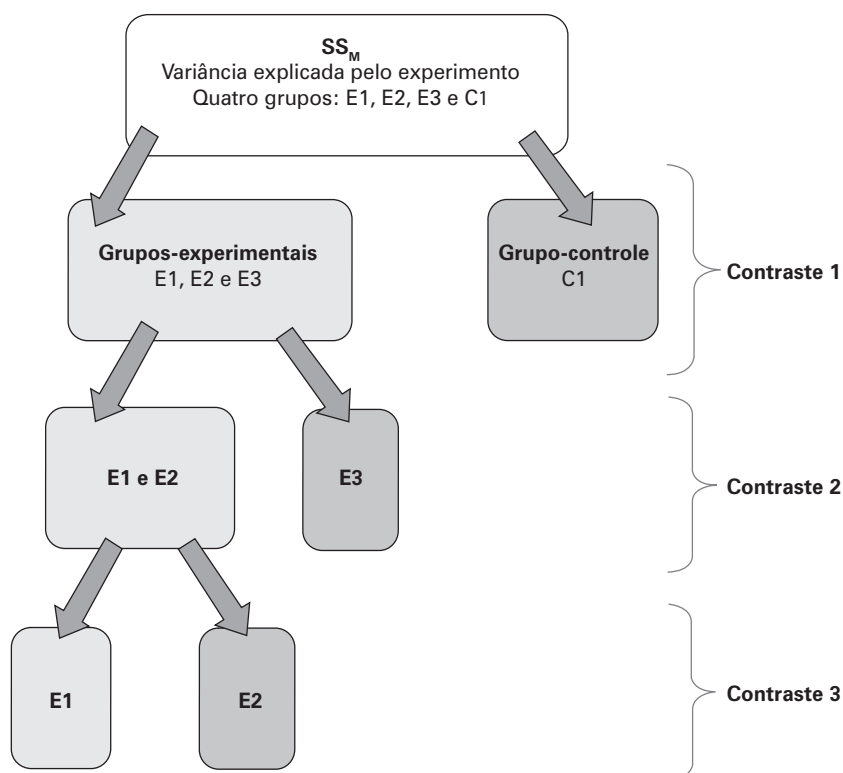 SS_M
Variância explicada pelo experimento
Quatro grupos: E1, E2, E3 e C1
Grupos-experimentais
E1, E2 e E3
Grupo-controle
C1
Contraste 1
E1 e E2
E3
Contraste 2
E1
E2
Contraste 3